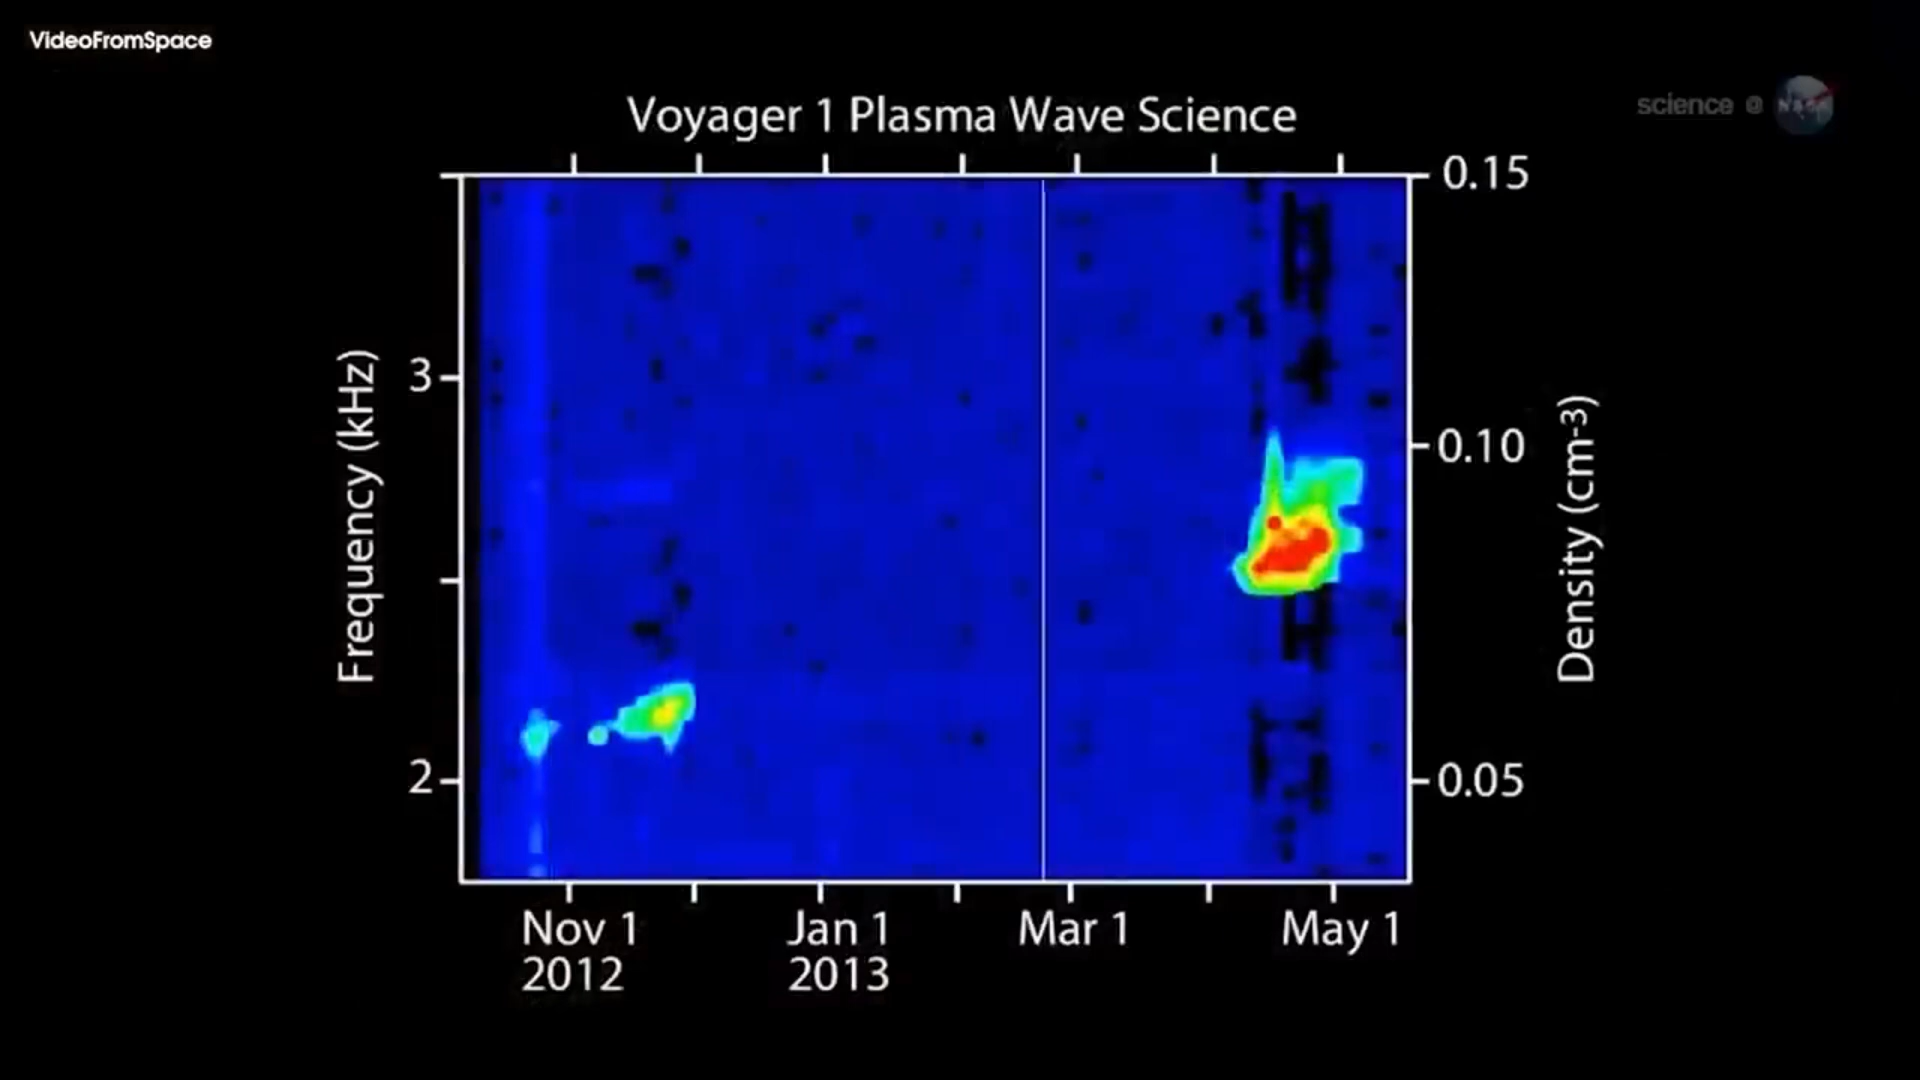 VideoFromSpace
science @ NASA
Voyager 1 Plasma Wave Science
Frequency (kHz)
3
2
0.15
0.10
0.05
Density (cm-3)
Nov 1
2012
Jan 1
2013
Mar 1
May 1